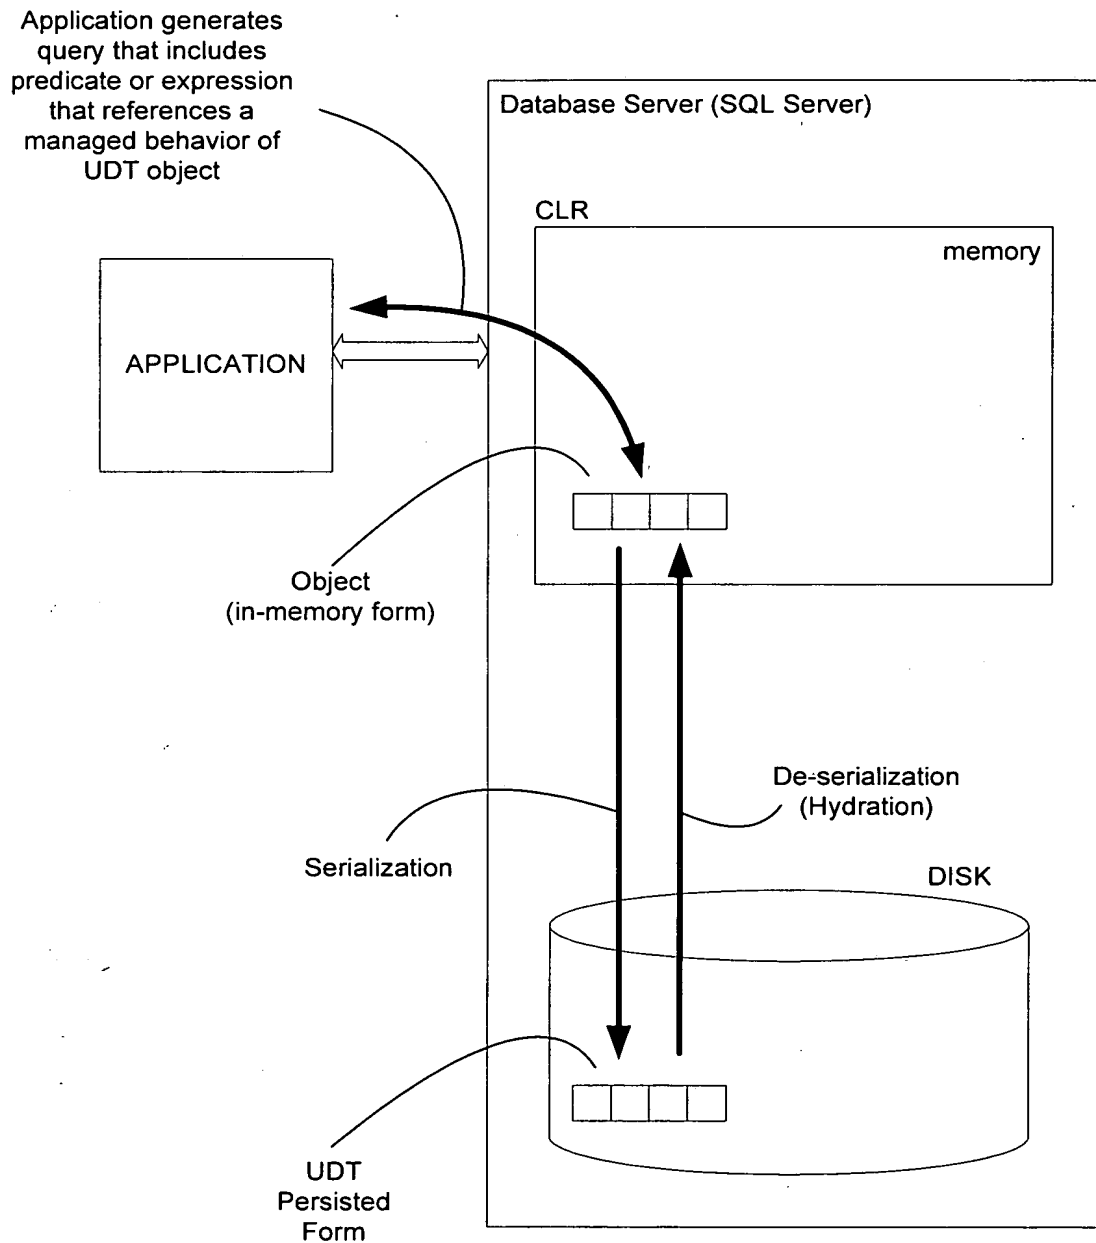 Application generates
query that includes
predicate or expression
that references a
managed behavior of
UDT object
Database Server (SQL Server)
CLR
memory
APPLICATION
Object
(in-memory form)
De-serialization
(Hydration)
Serialization
DISK
UDT
Persisted
Form